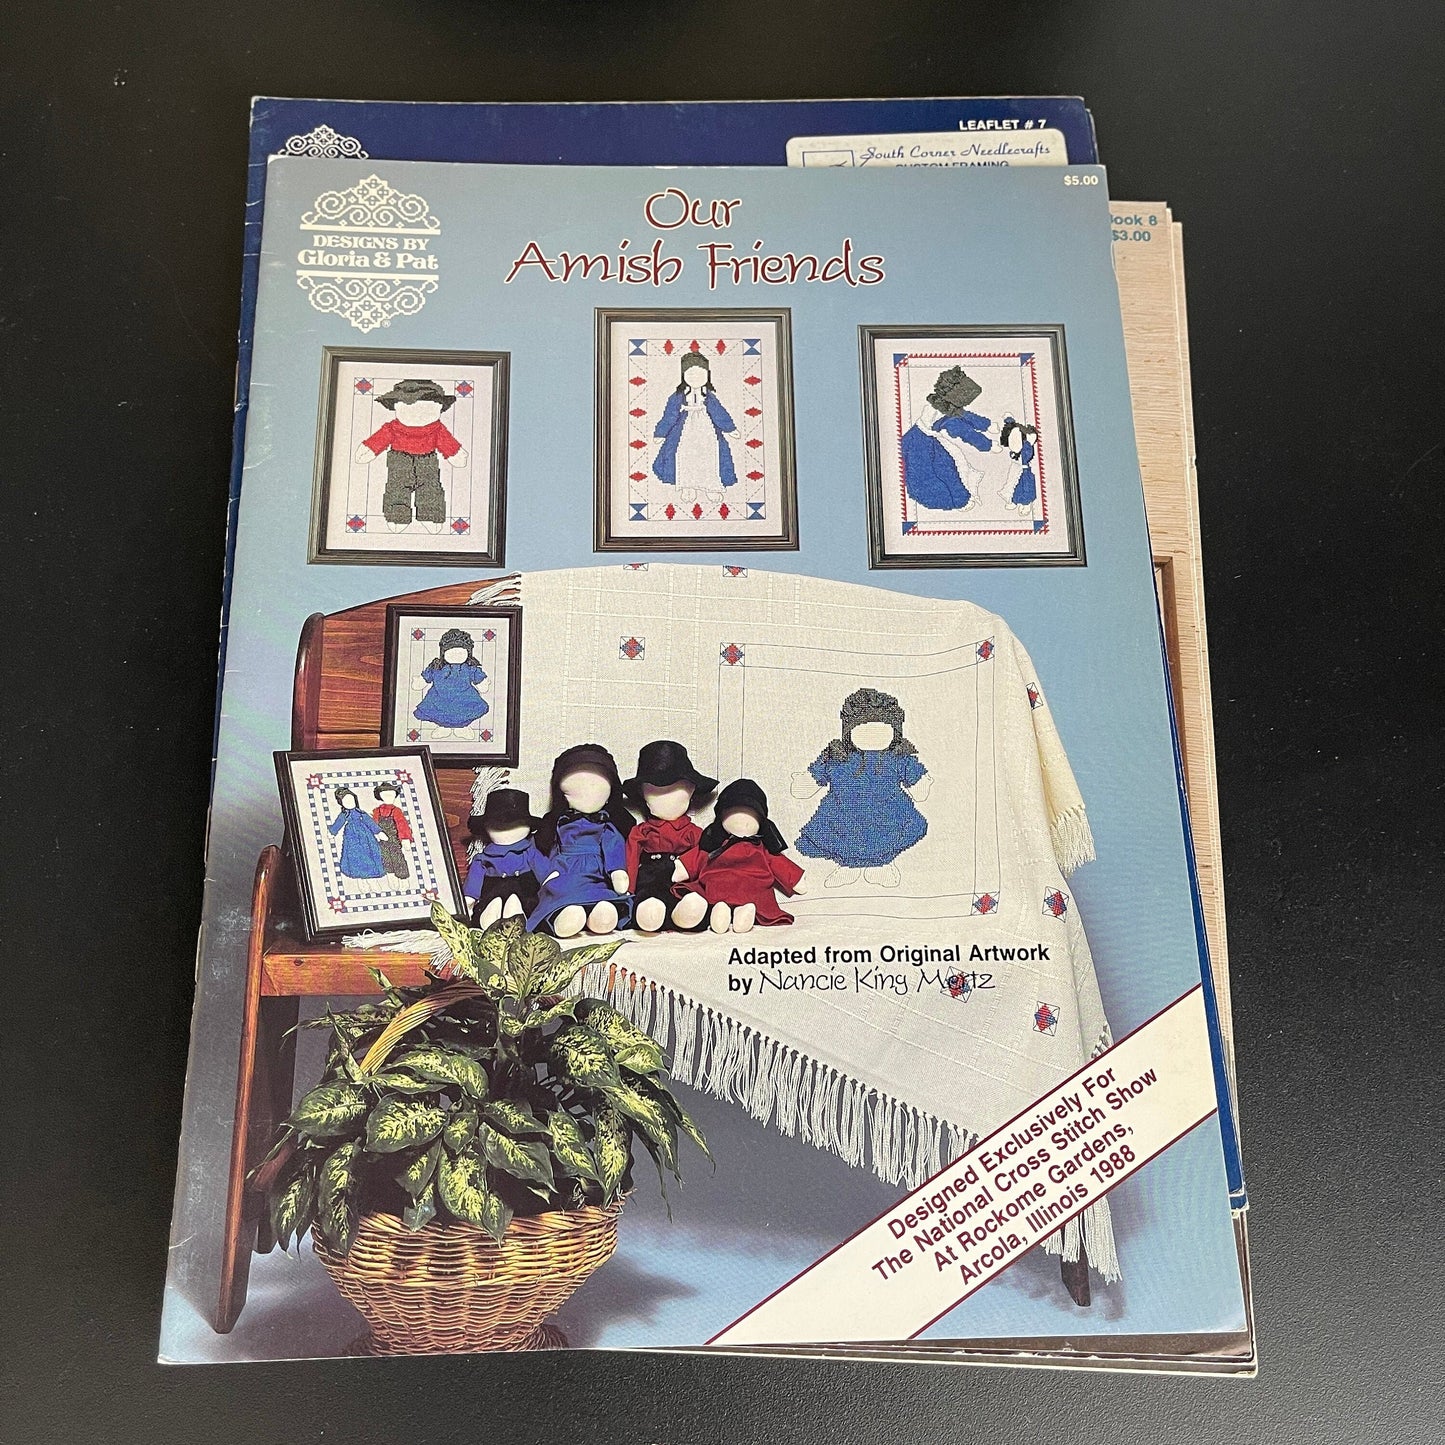 LEAFLET # 7
South Corner Needlecrafts
CUSTOM FRAMING
$5.00
Our
Amish Friends
DESIGNS BY
Gloria & Pat
®
Book 8
$3.00
Adapted from Original Artwork
by Nancie King Mertz
Designed Exclusively For
The National Cross Stitch Show
At Rockome Gardens,
Arcola, Illinois 1988